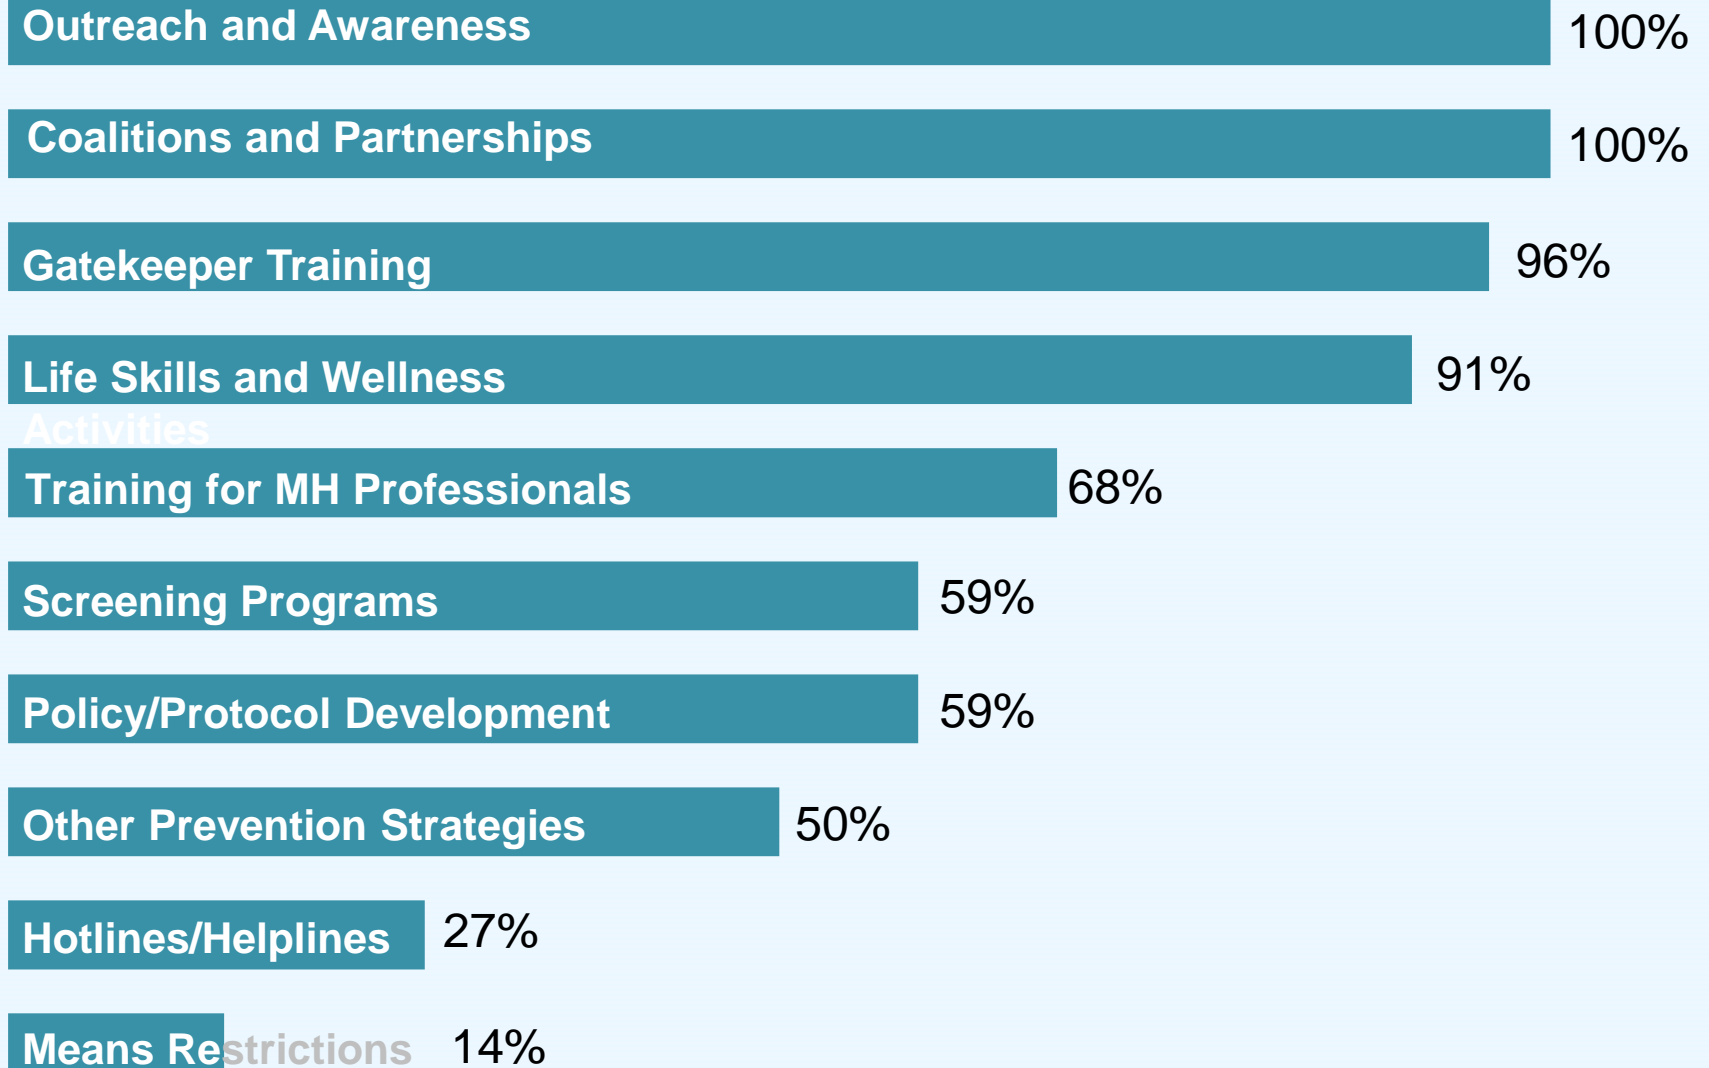 Outreach and Awareness 100%
Coalitions and Partnerships 100%
Gatekeeper Training 96%
Life Skills and Wellness 91%
Activities
Training for MH Professionals 68%
Screening Programs 59%
Policy/Protocol Development 59%
Other Prevention Strategies 50%
Hotlines/Helplines 27%
Means Restrictions 14%